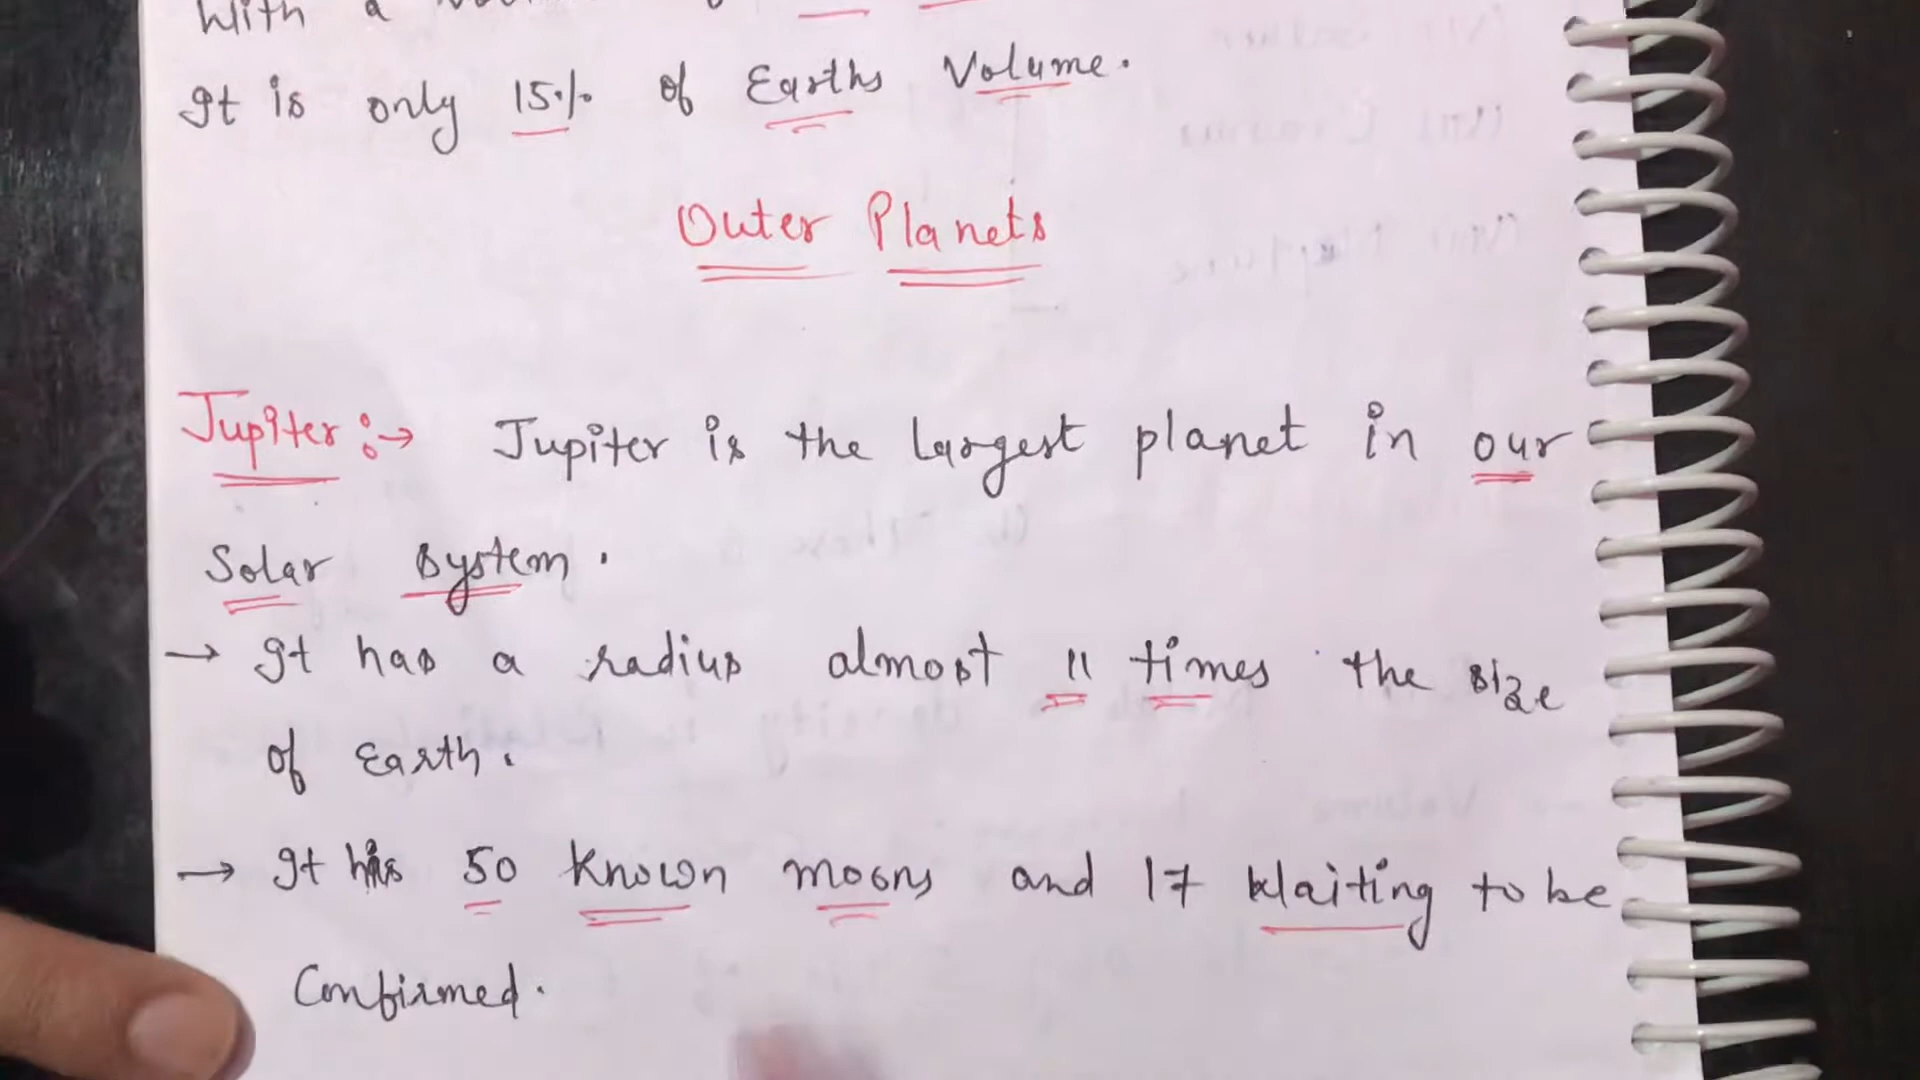 With a
It is only 15% of Earths Volume.
Outer Planets
Jupiter :→ Jupiter is the largest planet in our
Solar System.
→ It has a radius almost 11 times the size
of Earth.
→ It has 50 known moons and 17 Waiting to be
Confirmed.